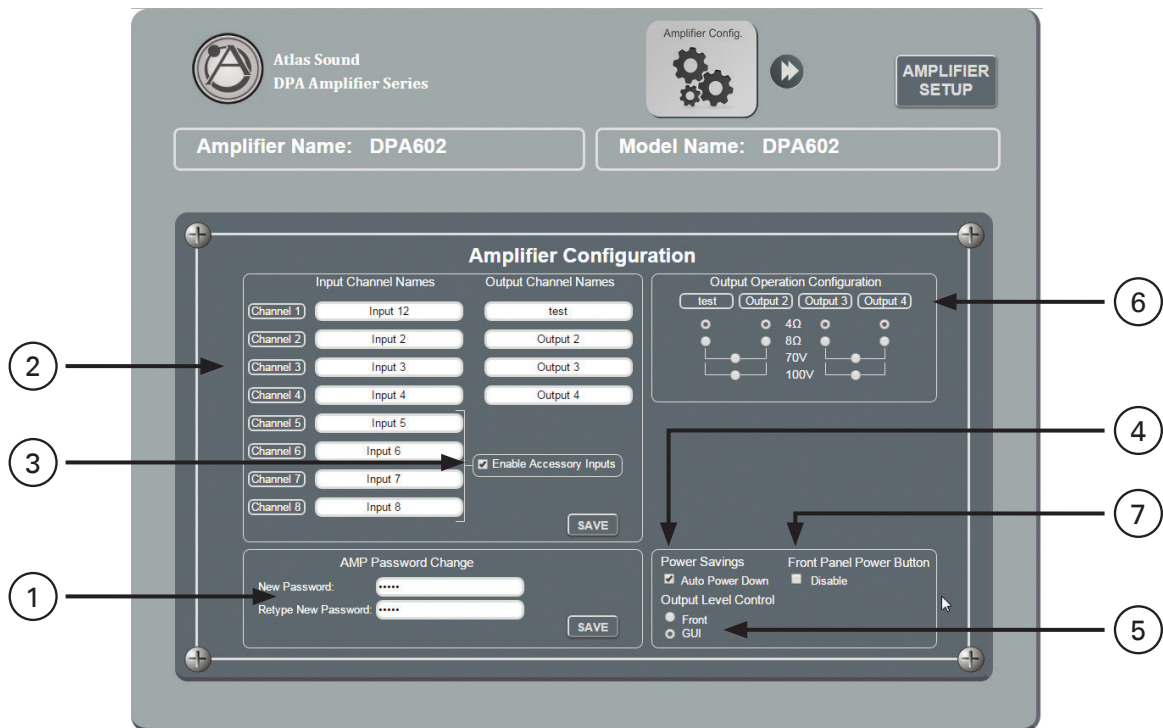 Amplifier Config.
Atlas Sound
DPA Amplifier Series
AMPLIFIER
SETUP
Amplifier Name: DPA602
Model Name: DPA602
Amplifier Configuration
Input Channel Names
Output Channel Names
Channel 1
Input 12
test
Channel 2
Input 2
Output 2
Channel 3
Input 3
Output 3
Channel 4
Input 4
Output 4
Channel 5
Input 5
Channel 6
Input 6
Channel 7
Input 7
Channel 8
Input 8
Enable Accessory Inputs
SAVE
Output Operation Configuration
test
Output 2
Output 3
Output 4
4Ω
8Ω
70V
100V
AMP Password Change
New Password:
•••••
Retype New Password:
•••••
SAVE
Power Savings
Auto Power Down
Output Level Control
Front
GUI
Front Panel Power Button
Disable
2
3
1
6
4
7
5